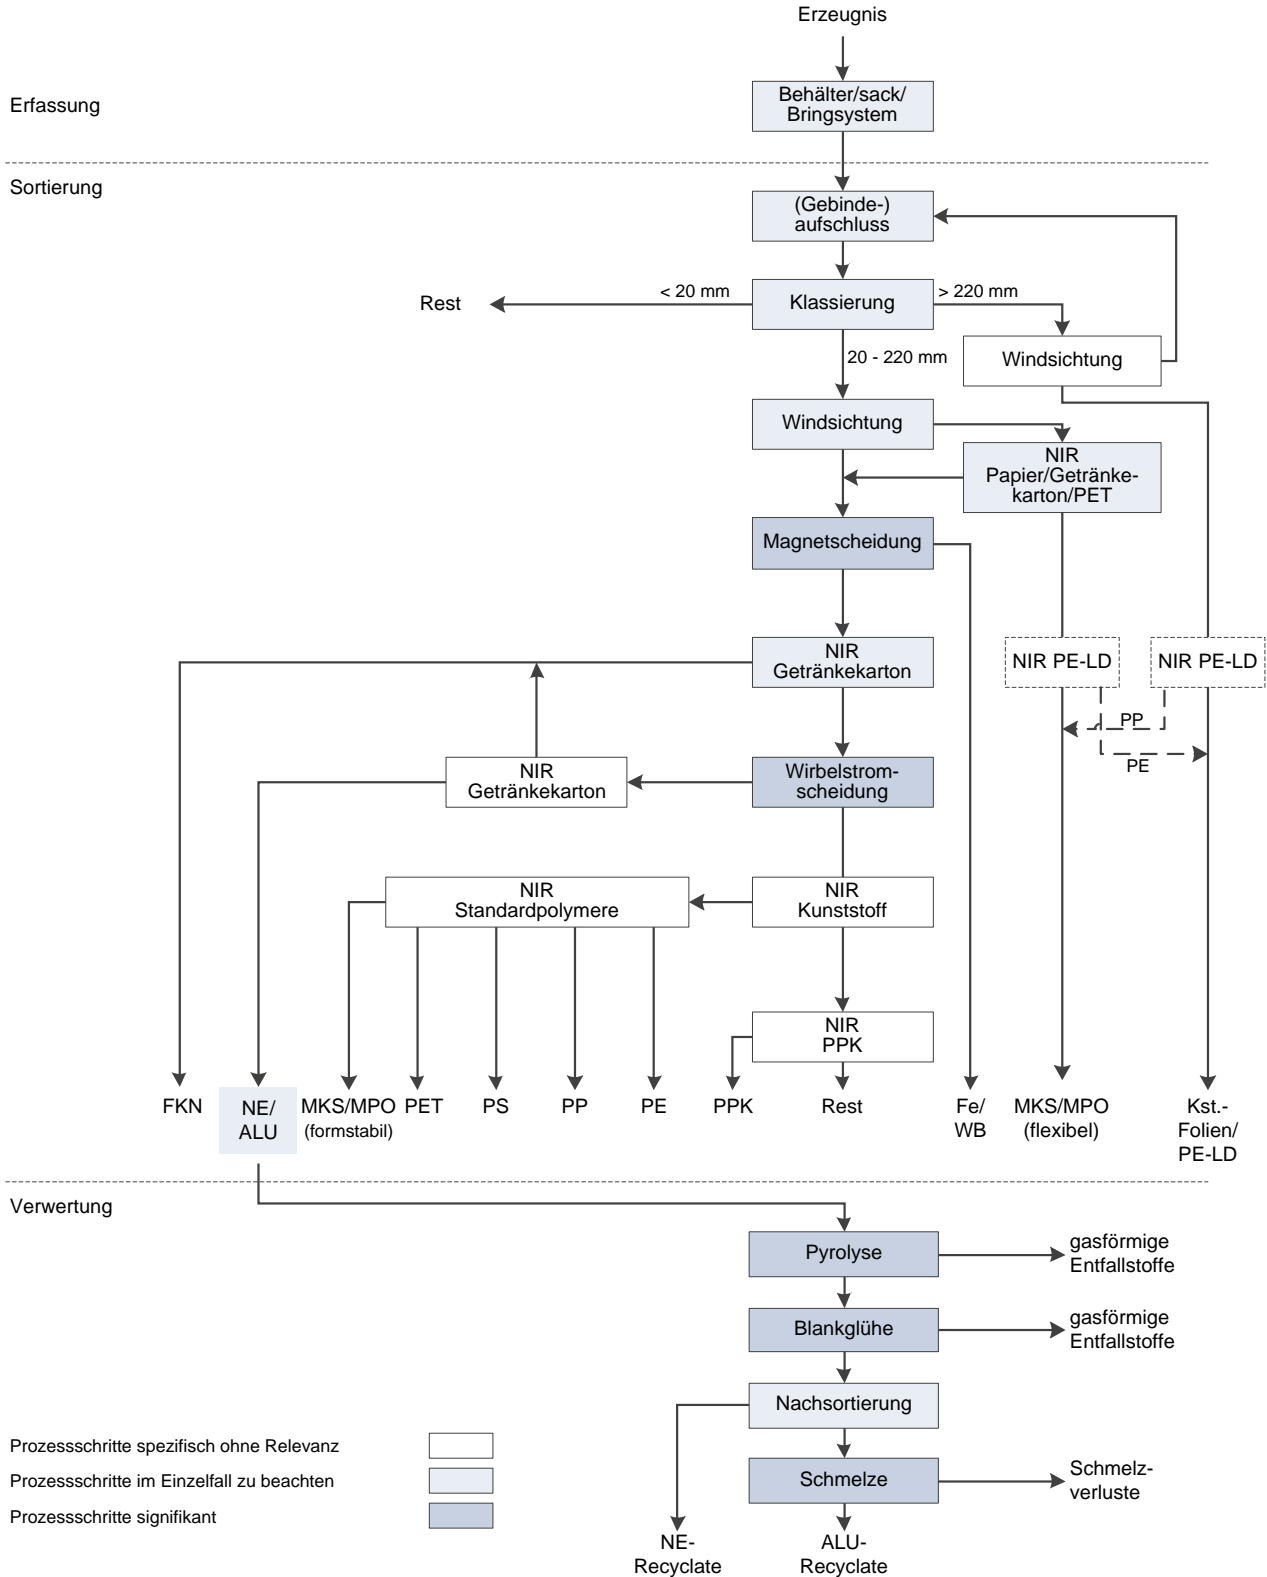 Erzeugnis
Erfassung
Behälter/sack/
Bringsystem
Sortierung
(Gebinde-)
aufschluss
Rest
< 20 mm
Klassierung
> 220 mm
20 - 220 mm
Windsichtung
Windsichtung
NIR
Papier/Getränke-
karton/PET
Magnetscheidung
NIR
Getränkekarton
NIR PE-LD
NIR PE-LD
PP
PE
NIR
Getränkekarton
Wirbelstrom-
scheidung
NIR
Standardpolymere
NIR
Kunststoff
NIR
PPK
FKN
NE/
ALU
MKS/MPO
(formstabil)
PET
PS
PP
PE
PPK
Rest
Fe/
WB
MKS/MPO
(flexibel)
Kst.-
Folien/
PE-LD
Verwertung
Pyrolyse
gasförmige
Entfallstoffe
Blankglühe
gasförmige
Entfallstoffe
Nachsortierung
Schmelze
Schmelz-
verluste
Prozessschritte spezifisch ohne Relevanz
Prozessschritte im Einzelfall zu beachten
Prozessschritte signifikant
NE-
Recyclate
ALU-
Recyclate